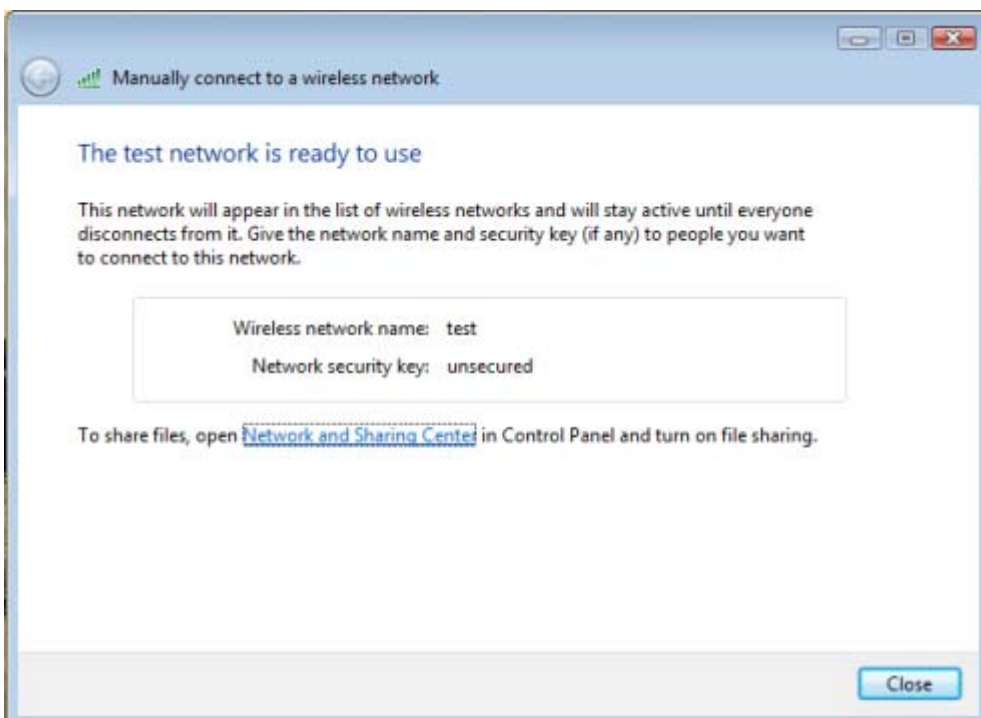 Manually connect to a wireless network
The test network is ready to use
This network will appear in the list of wireless networks and will stay active until everyone
disconnects from it. Give the network name and security key (if any) to people you want
to connect to this network.
Wireless network name: test
Network security key: unsecured
To share files, open Network and Sharing Center in Control Panel and turn on file sharing.
Close